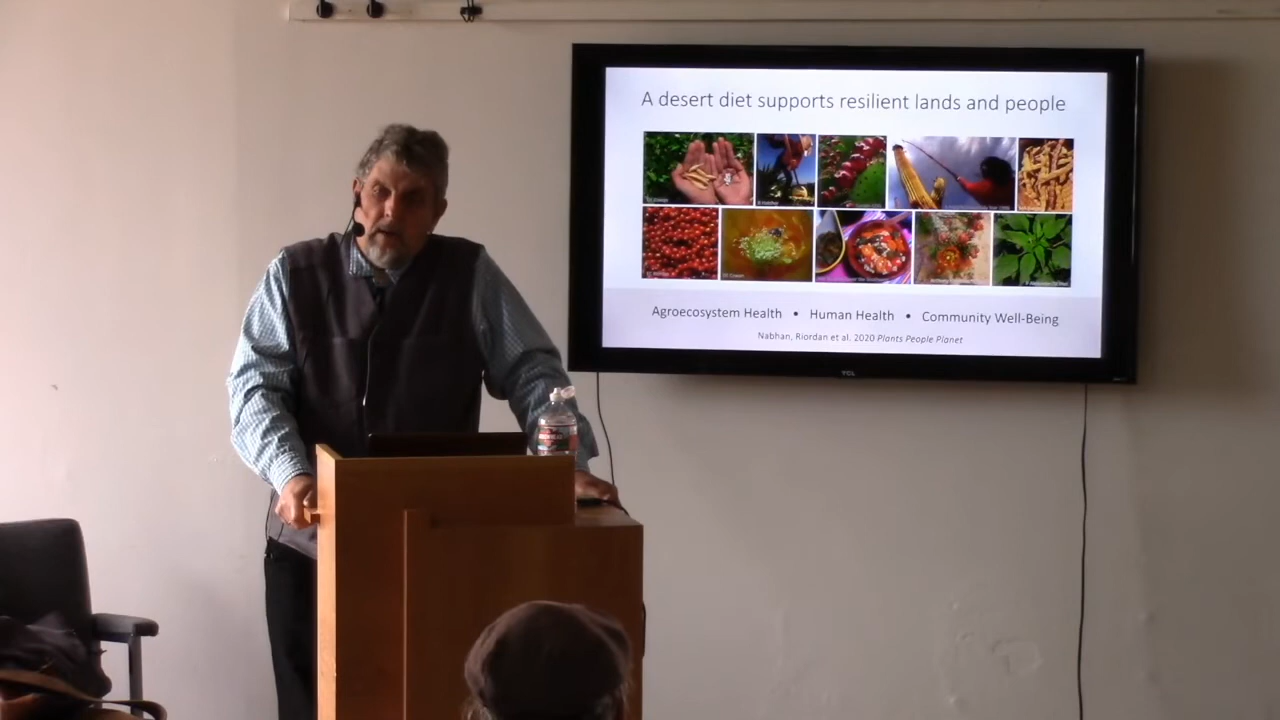 A desert diet supports resilient lands and people
Agroecosystem Health • Human Health • Community Well-Being
Nabhan, Riordan et al. 2020 Plants People Planet
TCL